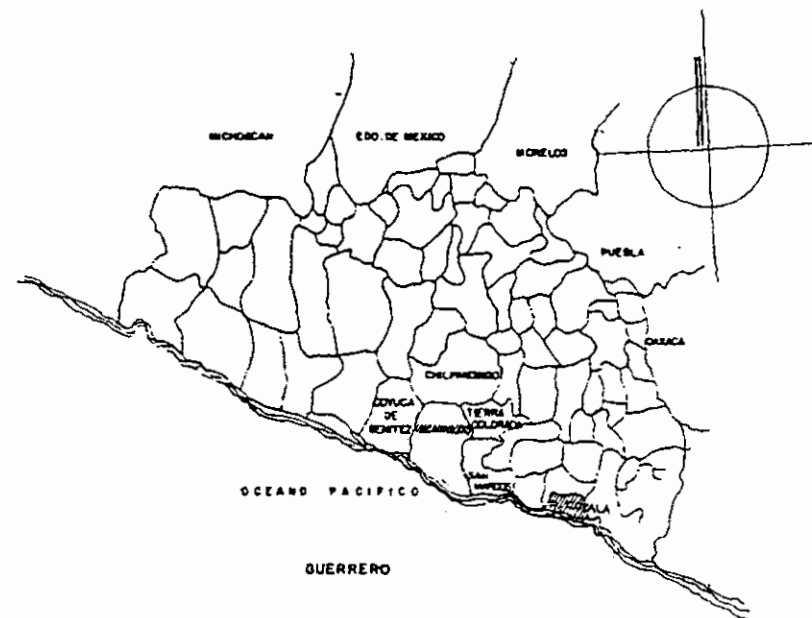 MICHOACAN
EDO. DE MEXICO
MORELOS
PUEBLA
OAXACA
CHILPANCINGO
COYUCA
DE
BENITEZ
TIERRA
COLORADA
SAN
MARCOS
OCEANO PACIFICO
GUERRERO